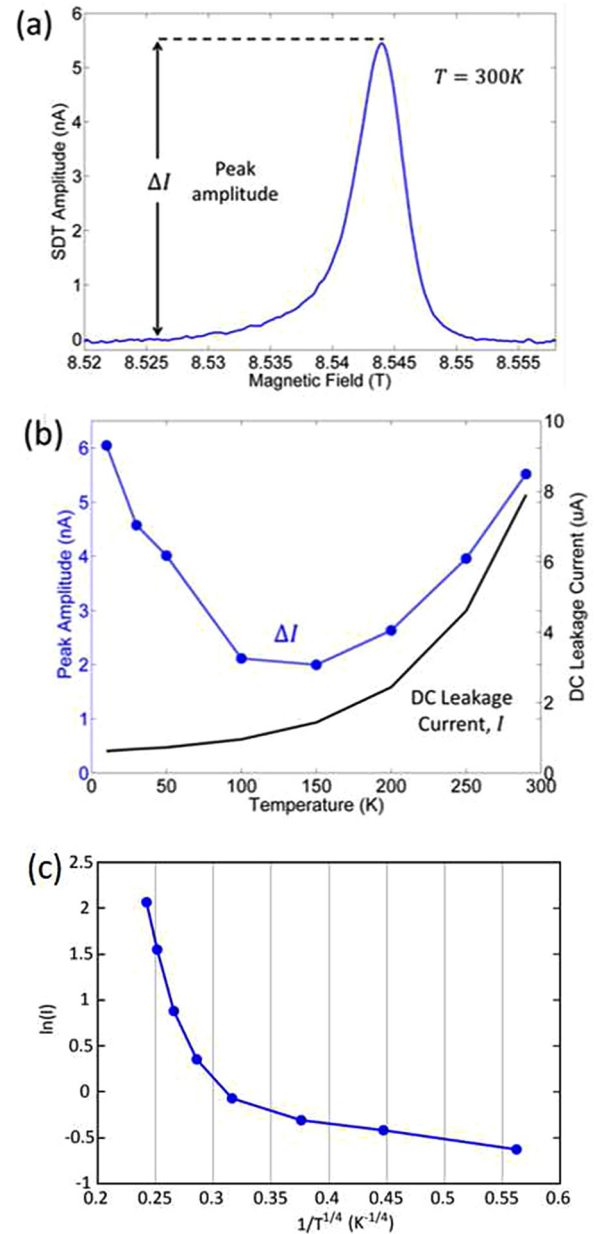 (a)
6
5
4
3
2
1
0
SDT Amplitude (nA)
ΔI
Peak
amplitude
T = 300K
8.52 8.525 8.53 8.535 8.54 8.545 8.55 8.555
Magnetic Field (T)
(b)
6
5
4
3
2
1
0
Peak Amplitude (nA)
10
8
6
4
2
0
DC Leakage Current (uA)
ΔI
DC Leakage
Current, I
0 50 100 150 200 250 300
Temperature (K)
(c)
2.5
2
1.5
1
0.5
0
-0.5
-1
ln(I)
0.2 0.25 0.3 0.35 0.4 0.45 0.5 0.55 0.6
1/T^1/4 (K^-1/4)